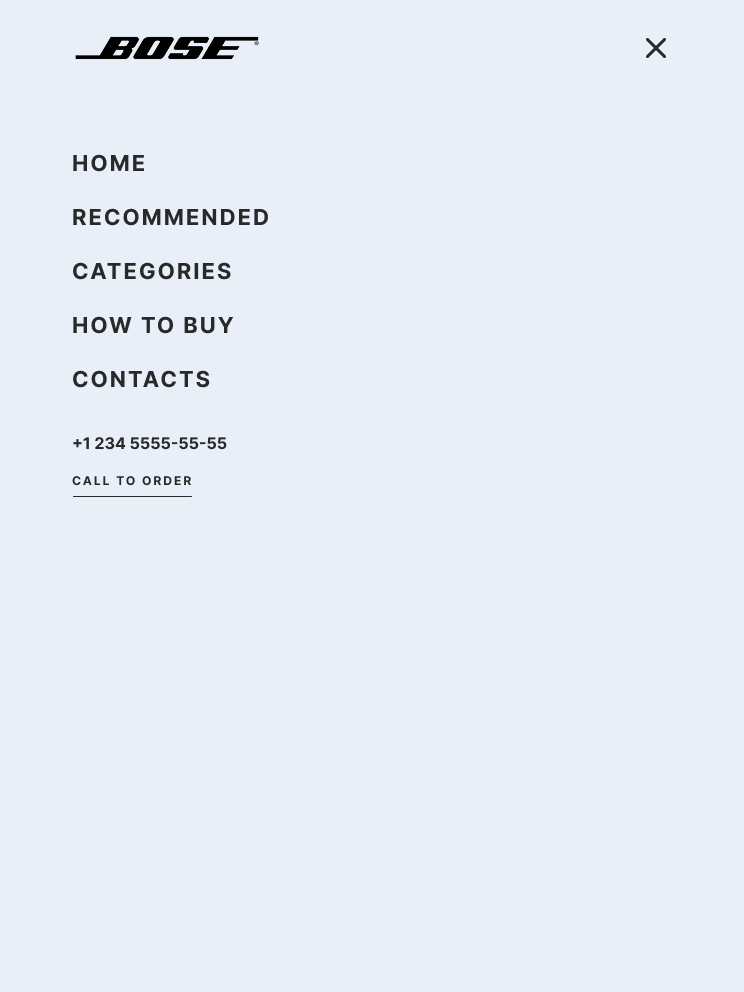 BOSE®
HOME
RECOMMENDED
CATEGORIES
HOW TO BUY
CONTACTS
+1 234 5555-55-55
CALL TO ORDER